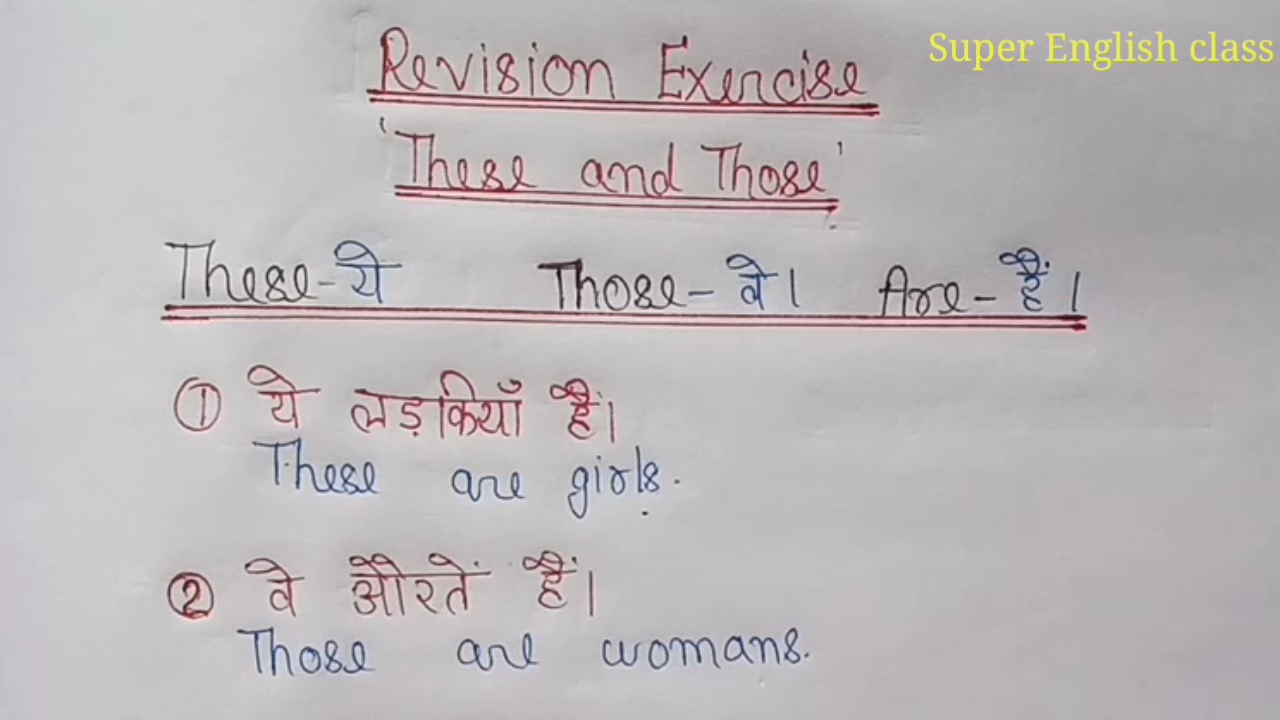 Super English class
Revision Exercise
'These and Those'
These - ये Those - वे। Are - हैं।
① ये लड़कियाँ हैं।
These are girls.
② वे औरतें हैं।
Those are womans.